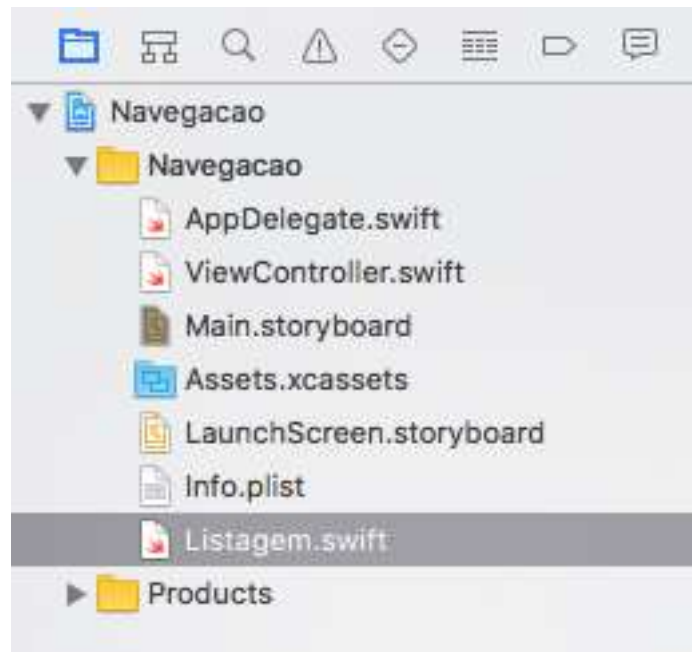 Navegacao
Navegacao
AppDelegate.swift
ViewController.swift
Main.storyboard
Assets.xcassets
LaunchScreen.storyboard
Info.plist
Listagem.swift
Products